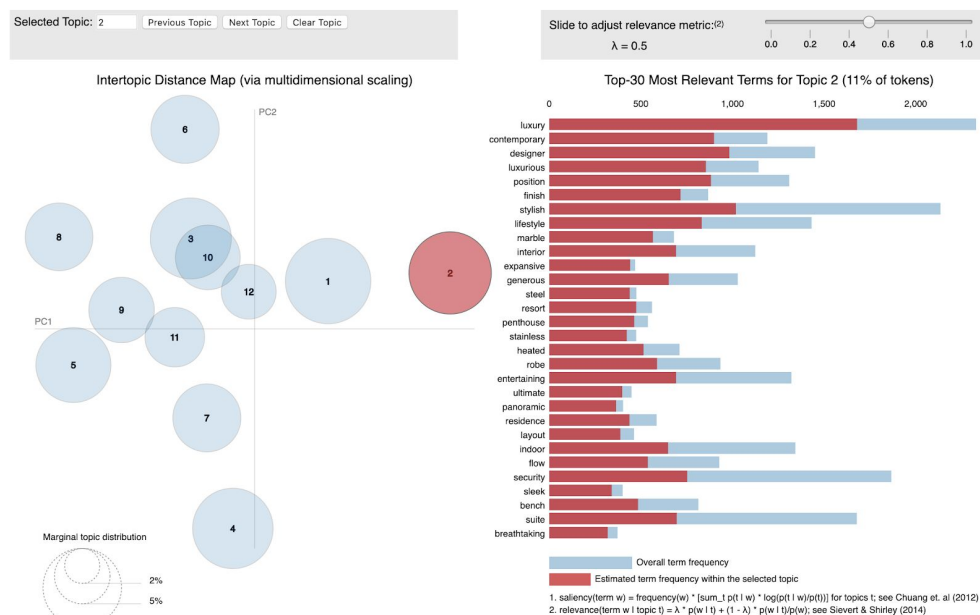 Selected Topic: 2 Previous Topic Next Topic Clear Topic
Slide to adjust relevance metric:(2)
λ = 0.5
0.0 0.2 0.4 0.6 0.8 1.0
Intertopic Distance Map (via multidimensional scaling)
PC2
PC1
6
8
3
10
12
1
2
9
11
5
7
4
Marginal topic distribution
2%
5%
Top-30 Most Relevant Terms for Topic 2 (11% of tokens)
0 500 1,000 1,500 2,000
luxury
contemporary
designer
luxurious
position
finish
stylish
lifestyle
marble
interior
expansive
generous
steel
resort
penthouse
stainless
heated
robe
entertaining
ultimate
panoramic
residence
layout
indoor
flow
security
sleek
bench
suite
breathtaking
Overall term frequency
Estimated term frequency within the selected topic
1. saliency(term w) = frequency(w) * [sum_t p(t | w) * log(p(t | w)/p(t))] for topics t; see Chuang et. al (2012)
2. relevance(term w | topic t) = λ * p(w | t) + (1 - λ) * p(w | t)/p(w); see Sievert & Shirley (2014)